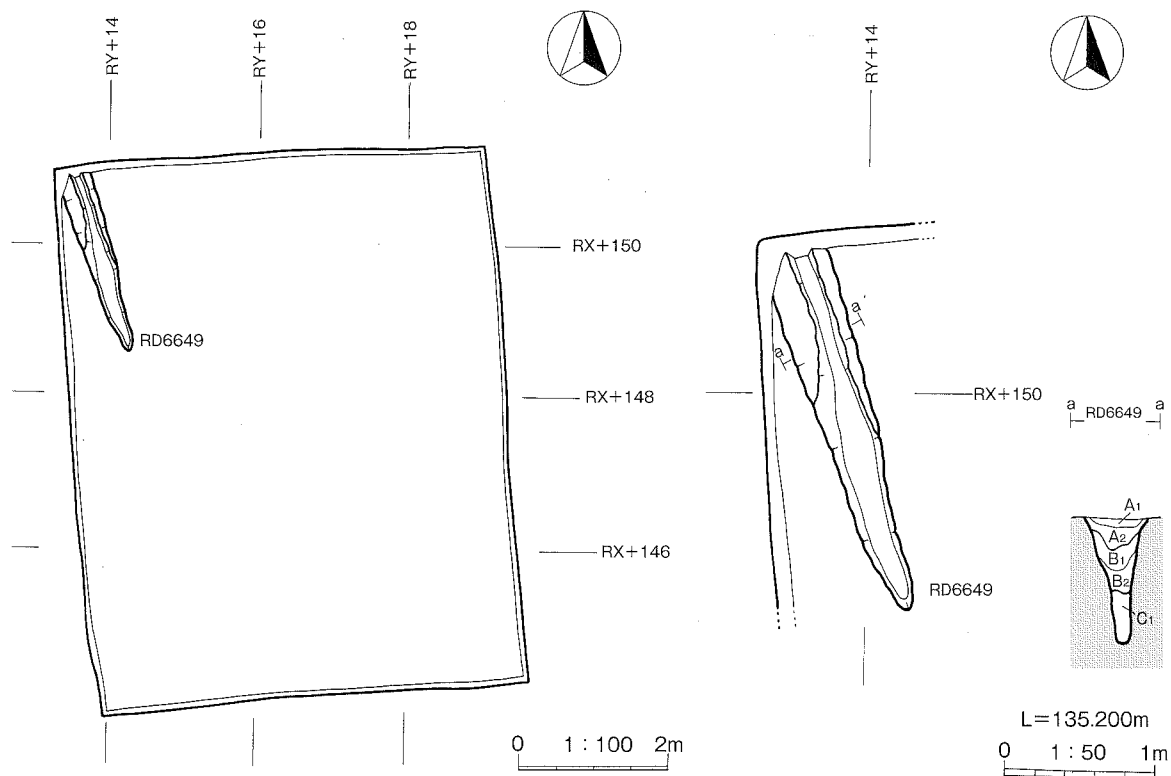 RY+14
RY+16
RY+18
RX+150
RD6649
RX+148
RX+146
0 1:100 2m
RY+14
a'
a
RX+150
RD6649
a RD6649 a
A1
A2
B1
B2
C1
L=135.200m
0 1:50 1m